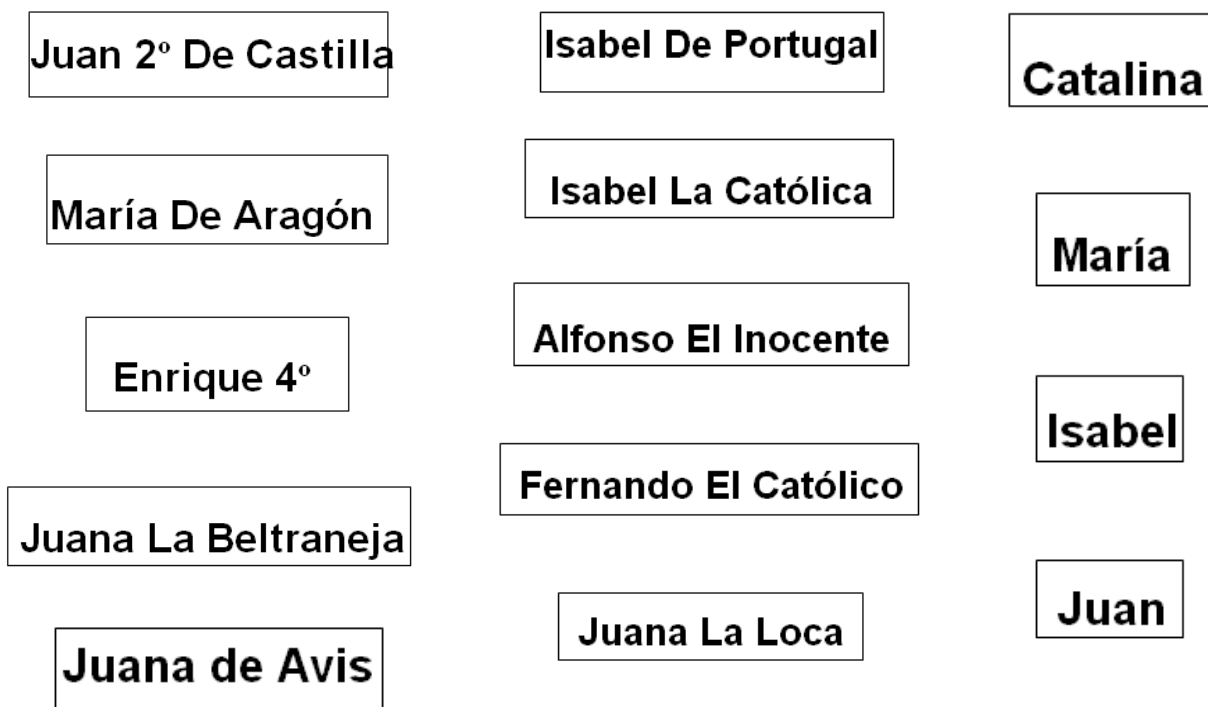 Juan 2º De Castilla
María De Aragón
Enrique 4º
Juana La Beltraneja
Juana de Avis
Isabel De Portugal
Isabel La Católica
Alfonso El Inocente
Fernando El Católico
Juana La Loca
Catalina
María
Isabel
Juan